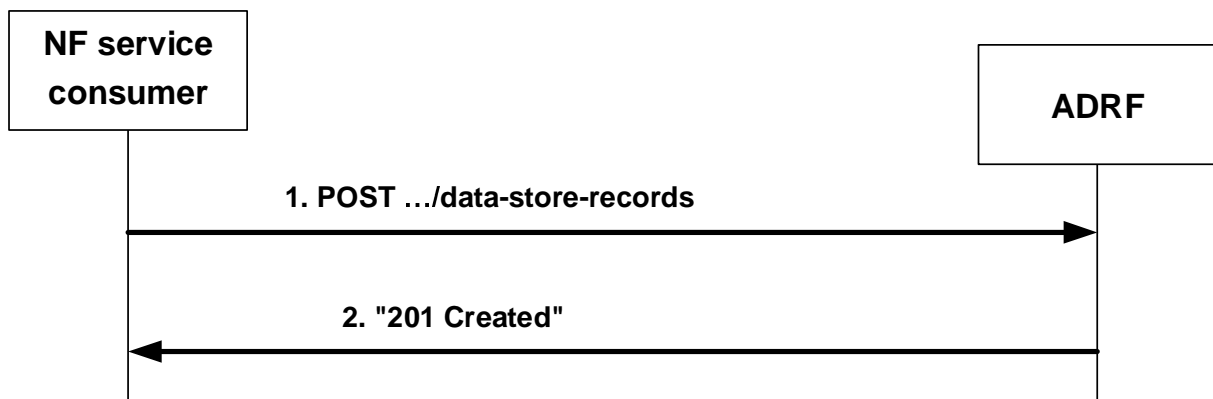 NF service
consumer
ADRF
1. POST …/data-store-records
2. "201 Created"